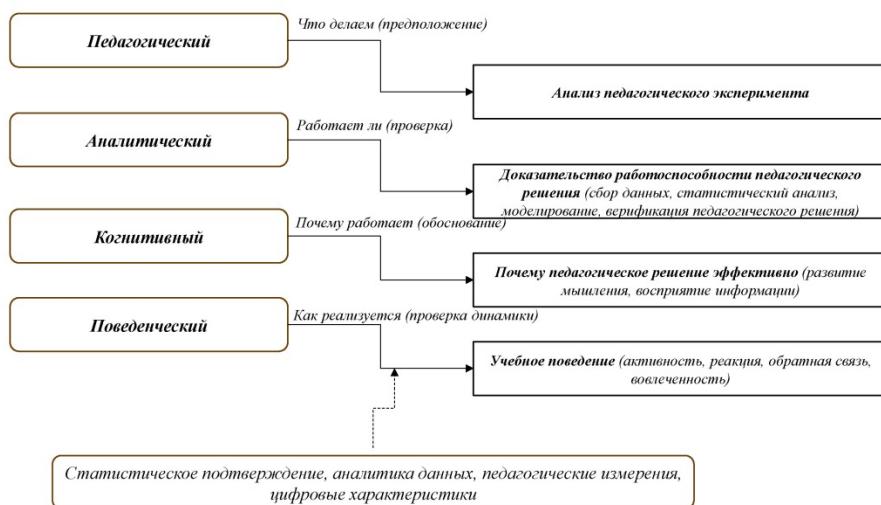 Педагогический
Что делаем (предположение)
Анализ педагогического эксперимента
Аналитический
Работает ли (проверка)
Доказательство работоспособности педагогического
решения (сбор данных, статистический анализ,
моделирование, верификация педагогического решения)
Когнитивный
Почему работает (обоснование)
Почему педагогическое решение эффективно (развитие
мышления, восприятие информации)
Поведенческий
Как реализуется (проверка динамики)
Учебное поведение (активность, реакция, обратная связь,
вовлеченность)
Статистическое подтверждение, аналитика данных, педагогические измерения,
цифровые характеристики